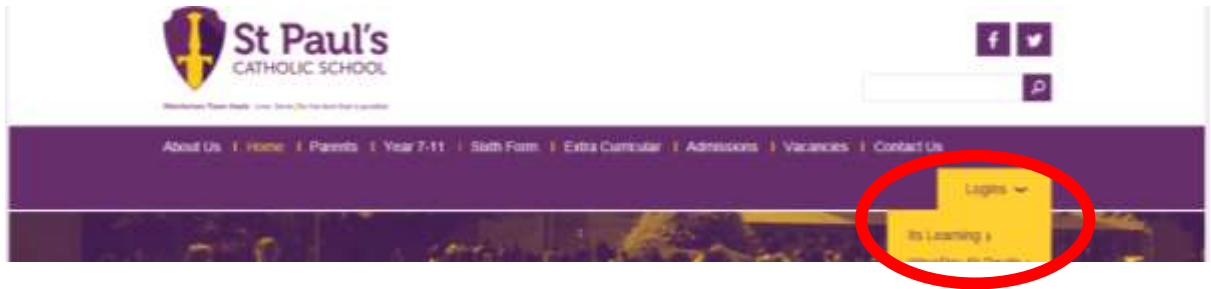 St Paul's
CATHOLIC SCHOOL
f
About Us | Home | Parents | Year 7-11 | Sixth Form | Extra Curricular | Admissions | Vacancies | Contact Us
Logins
Its Learning ›